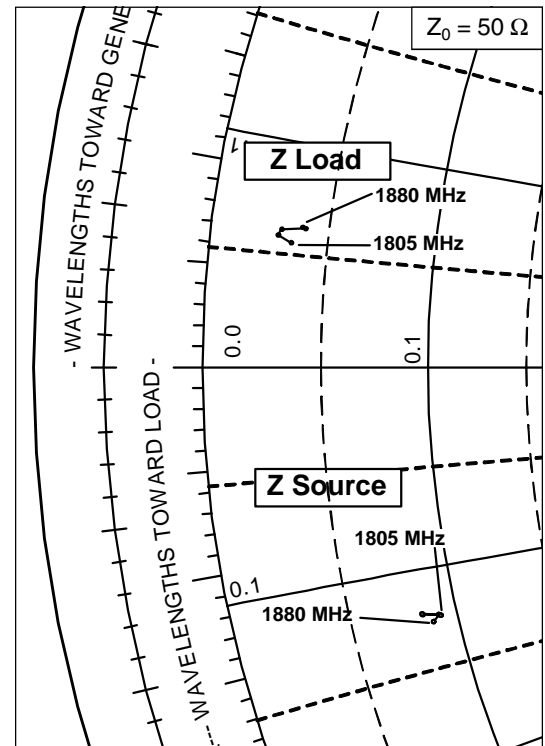 Z0 = 50 Ω
- WAVELENGTHS TOWARD GENE
Z Load
1880 MHz
1805 MHz
0.0
0.1
---- WAVELENGTHS TOWARD LOAD -
Z Source
1805 MHz
0.1
1880 MHz